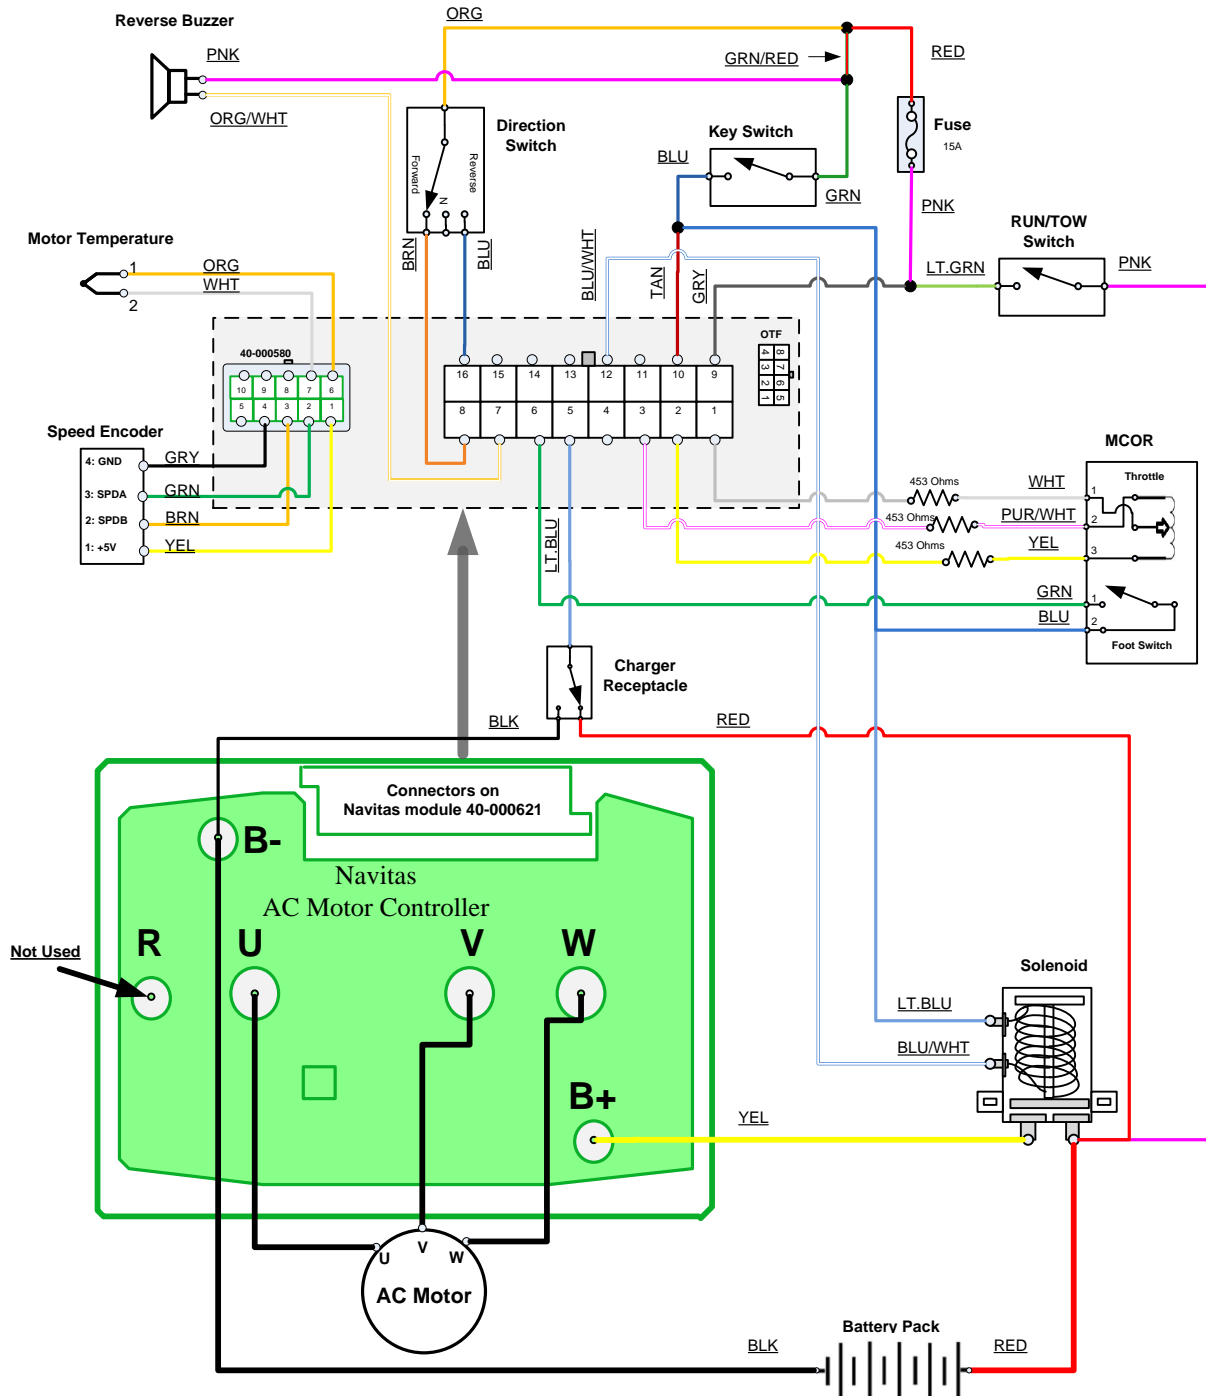 ORG
Reverse Buzzer
PNK
GRN/RED
RED
ORG/WHT
Direction
Switch
Key Switch
Fuse
15A
BLU
GRN
PNK
Forward
N
Reverse
RUN/TOW
Switch
Motor Temperature
1
ORG
WHT
2
BRN
BLU
BLU/WHT
TAN
GRY
LT.GRN
PNK
40-000580
OTF
10 9 8 7 6
5 4 3 2 1
16 15 14 13 12 11 10 9
8 7 6 5 4 3 2 1
4 8
3 7
2 6
1 5
Speed Encoder
4: GND
GRY
3: SPDA
GRN
2: SPDB
BRN
1: +5V
YEL
MCOR
Throttle
453 Ohms
WHT
1
453 Ohms
PUR/WHT
2
453 Ohms
YEL
3
LT.BLU
GRN
1
BLU
2
Foot Switch
Charger
Receptacle
BLK
RED
Connectors on
Navitas module 40-000621
B-
Navitas
AC Motor Controller
Not Used
R
U
V
W
Solenoid
LT.BLU
BLU/WHT
B+
YEL
U
V
W
AC Motor
Battery Pack
BLK
RED